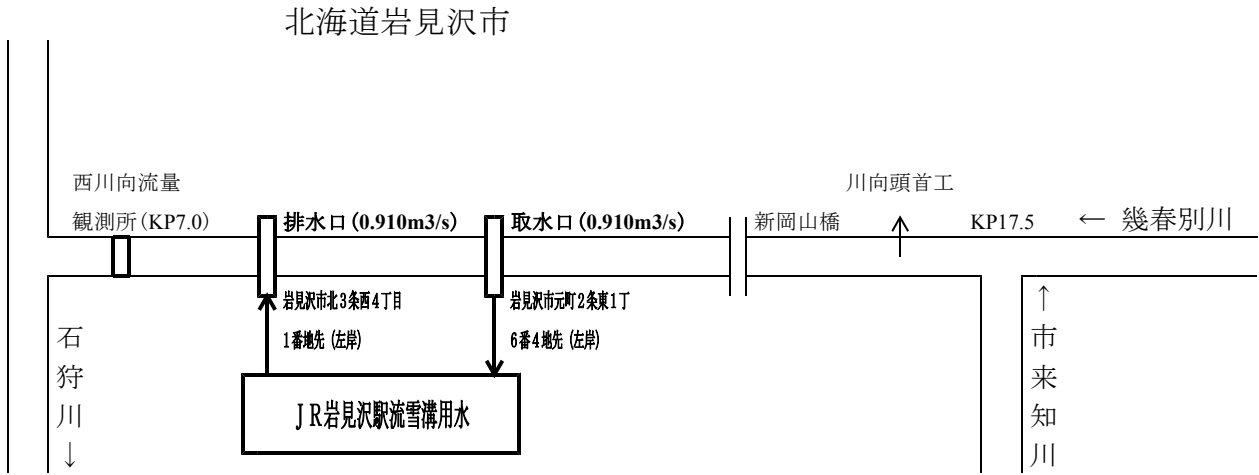 北海道岩見沢市
西川向流量
観測所(KP7.0)
排水口(0.910m3/s)
取水口(0.910m3/s)
新岡山橋
川向頭首工
KP17.5
← 幾春別川
岩見沢市北3条西4丁目
1番地先(左岸)
岩見沢市元町2条東1丁
6番4地先(左岸)
JR岩見沢駅流雪溝用水
石狩川↓
↑市来知川